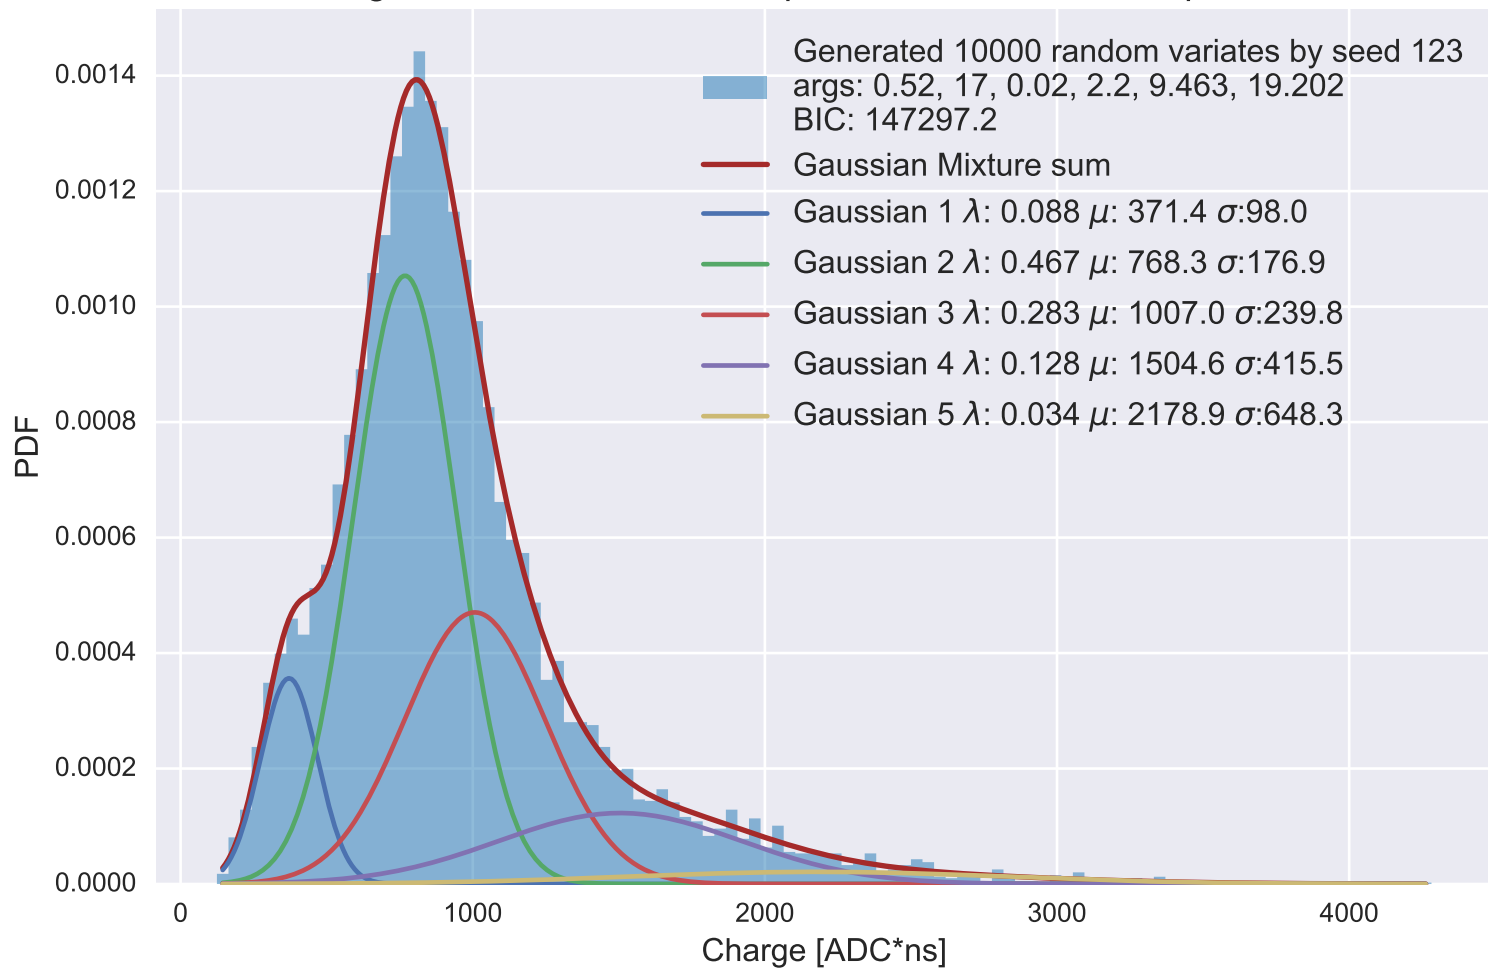 Generated 10000 random variates by seed 123
args: 0.52, 17, 0.02, 2.2, 9.463, 19.202
BIC: 147297.2
Gaussian Mixture sum
Gaussian 1 λ: 0.088 μ: 371.4 σ:98.0
Gaussian 2 λ: 0.467 μ: 768.3 σ:176.9
Gaussian 3 λ: 0.283 μ: 1007.0 σ:239.8
Gaussian 4 λ: 0.128 μ: 1504.6 σ:415.5
Gaussian 5 λ: 0.034 μ: 2178.9 σ:648.3
PDF
0.0014
0.0012
0.0010
0.0008
0.0006
0.0004
0.0002
0.0000
0 1000 2000 3000 4000
Charge [ADC*ns]